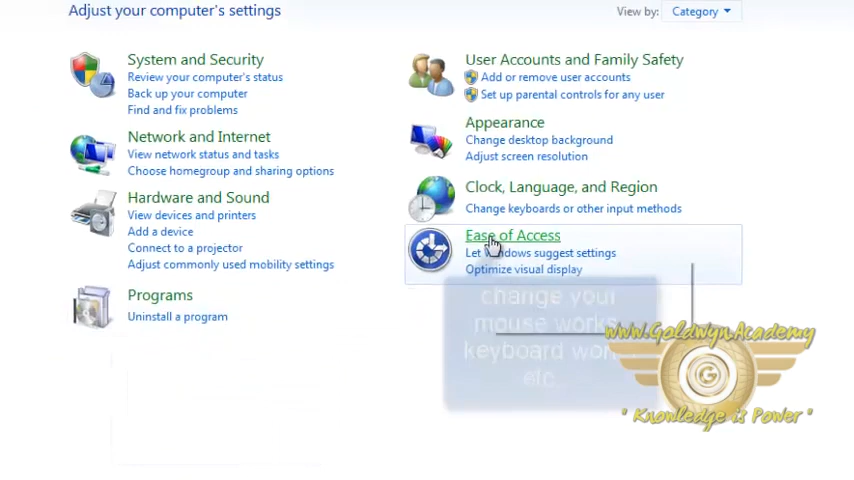 Adjust your computer's settings
View by: Category
System and Security
Review your computer's status
Back up your computer
Find and fix problems
Network and Internet
View network status and tasks
Choose homegroup and sharing options
Hardware and Sound
View devices and printers
Add a device
Connect to a projector
Adjust commonly used mobility settings
Programs
Uninstall a program
User Accounts and Family Safety
Add or remove user accounts
Set up parental controls for any user
Appearance
Change desktop background
Adjust screen resolution
Clock, Language, and Region
Change keyboards or other input methods
Ease of Access
Let Windows suggest settings
Optimize visual display
change your
mouse works,
keyboard
etc.
www.GoldwynAcademy
G
"Knowledge is Power"